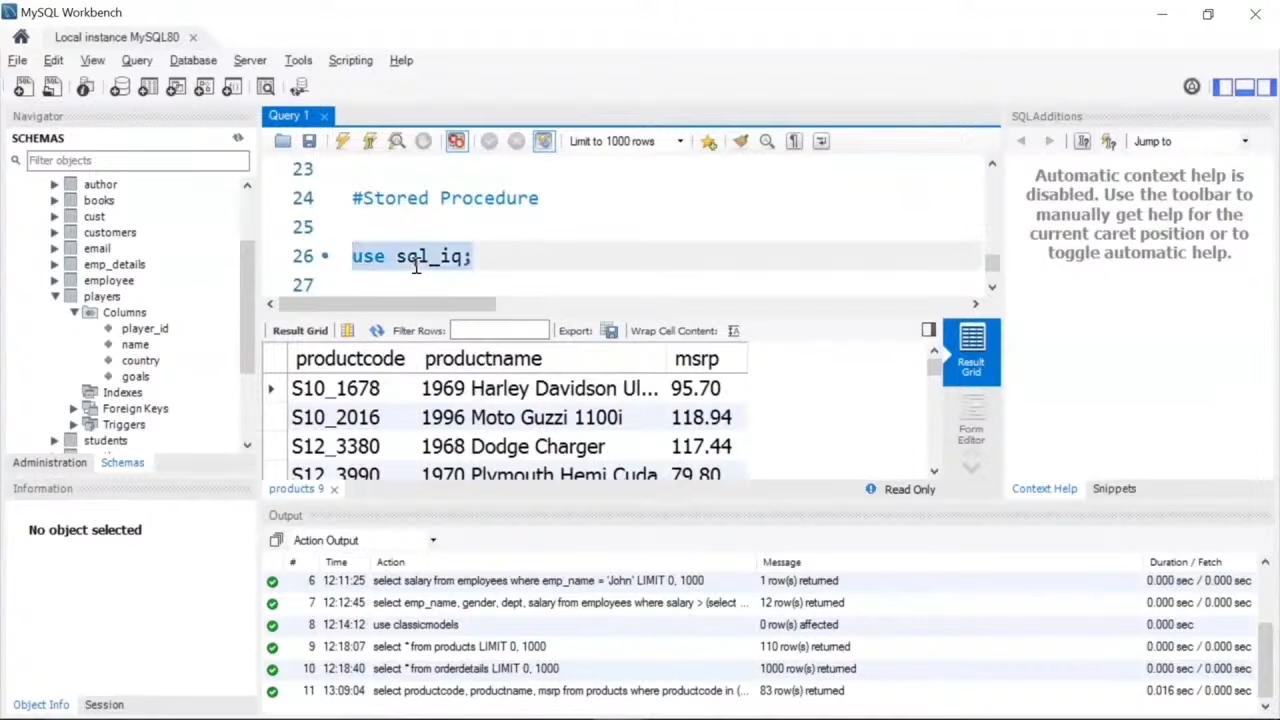 MySQL Workbench
Local instance MySQL80
File Edit View Query Database Server Tools Scripting Help
Navigator
SCHEMAS
Filter objects
author
books
cust
customers
email
emp_details
employee
players
Columns
player_id
name
country
goals
Indexes
Foreign Keys
Triggers
students
Administration Schemas
Information
No object selected
Object Info Session
Query 1
Limit to 1000 rows
23
24 #Stored Procedure
25
26 use sql_iq;
27
Result Grid Filter Rows: Export: Wrap Cell Content:
productcode productname msrp
S10_1678 1969 Harley Davidson Ul... 95.70
S10_2016 1996 Moto Guzzi 1100i 118.94
S12_3380 1968 Dodge Charger 117.44
S12_3990 1970 Plymouth Hemi Cuda 79.80
Result Grid
Form Editor
products 9 Read Only
SQLAdditions
Jump to
Automatic context help is
disabled. Use the toolbar to
manually get help for the
current caret position or to
toggle automatic help.
Context Help Snippets
Output
Action Output
# Time Action Message Duration / Fetch
6 12:11:25 select salary from employees where emp_name = 'John' LIMIT 0, 1000 1 row(s) returned 0.000 sec / 0.000 sec
7 12:12:45 select emp_name, gender, dept, salary from employees where salary > (select ... 12 row(s) returned 0.000 sec / 0.000 sec
8 12:14:12 use classicmodels 0 row(s) affected 0.000 sec
9 12:18:07 select * from products LIMIT 0, 1000 110 row(s) returned 0.000 sec / 0.000 sec
10 12:18:40 select * from orderdetails LIMIT 0, 1000 1000 row(s) returned 0.000 sec / 0.000 sec
11 13:09:04 select productcode, productname, msrp from products where productcode in (... 83 row(s) returned 0.016 sec / 0.000 sec